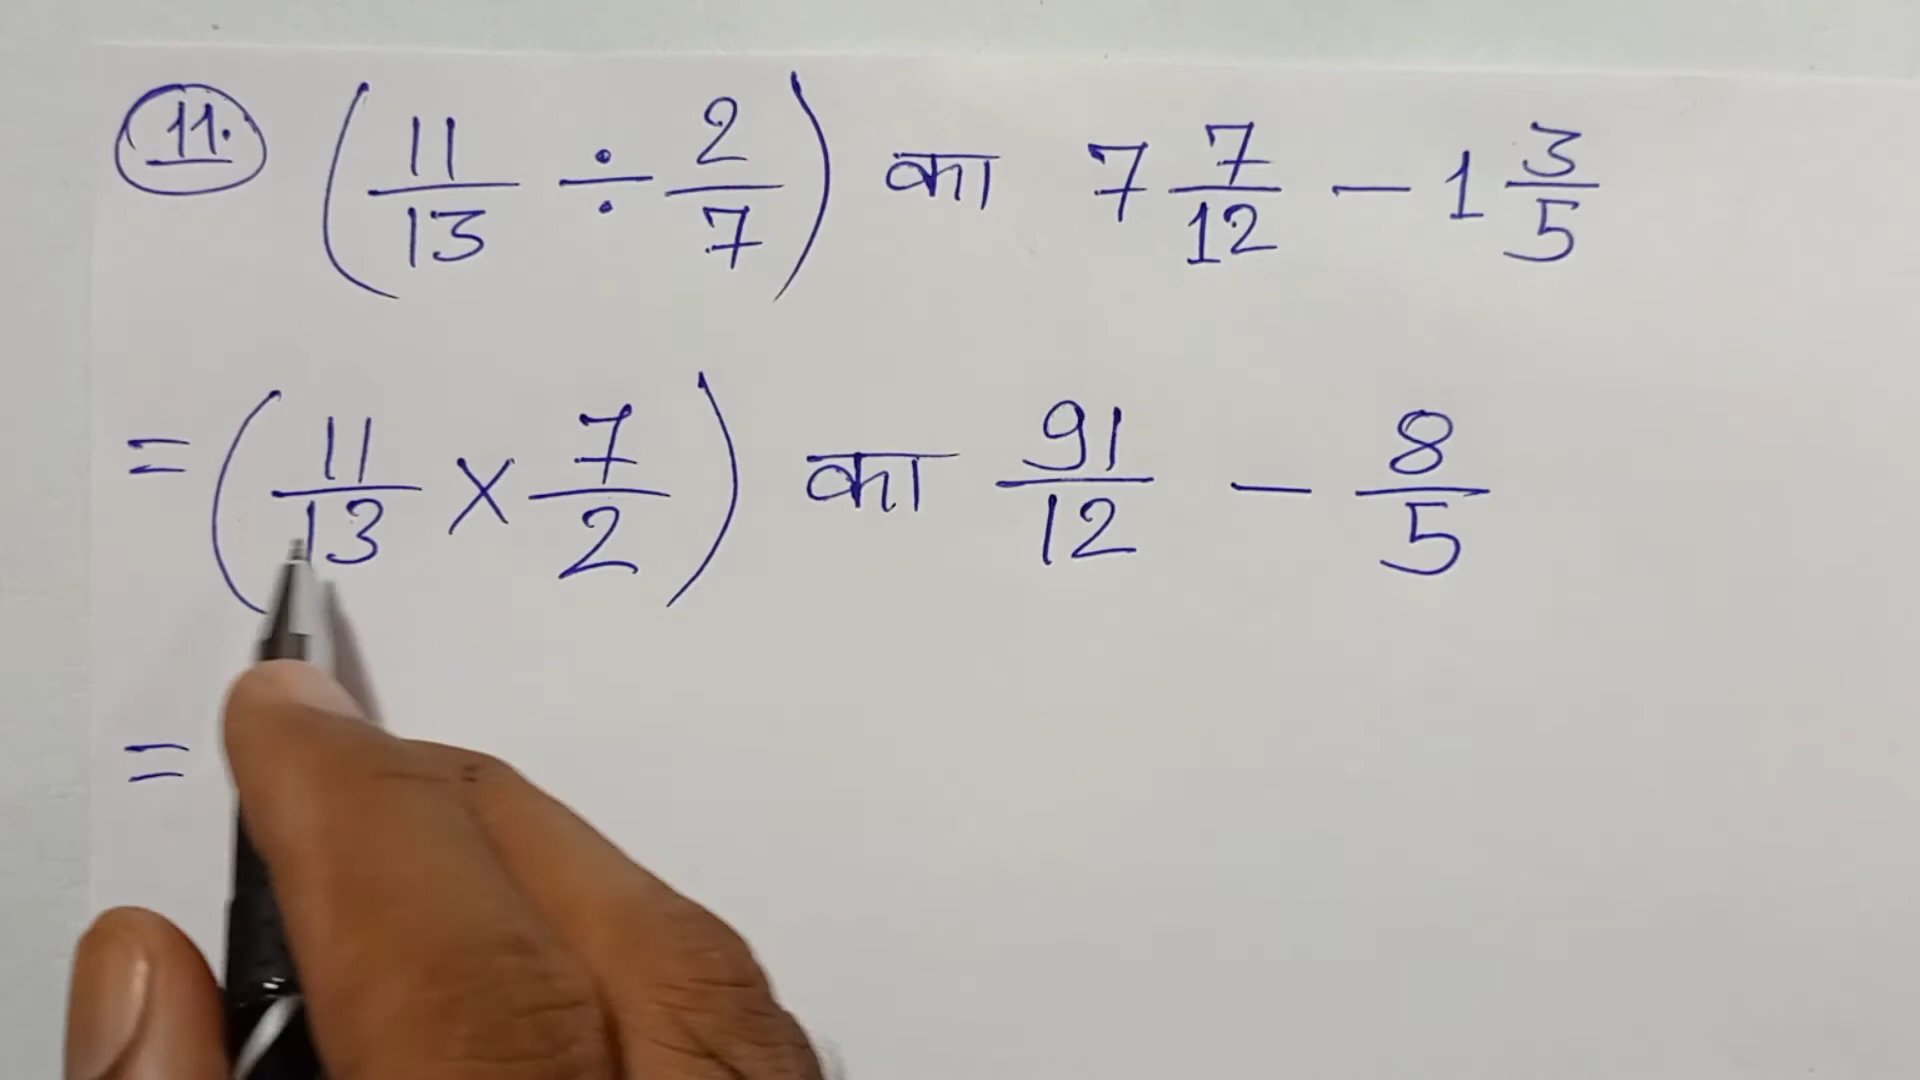 11. (11/13 ÷ 2/7) का 7 7/12 − 1 3/5
= (11/13 × 7/2) का 91/12 − 8/5
=